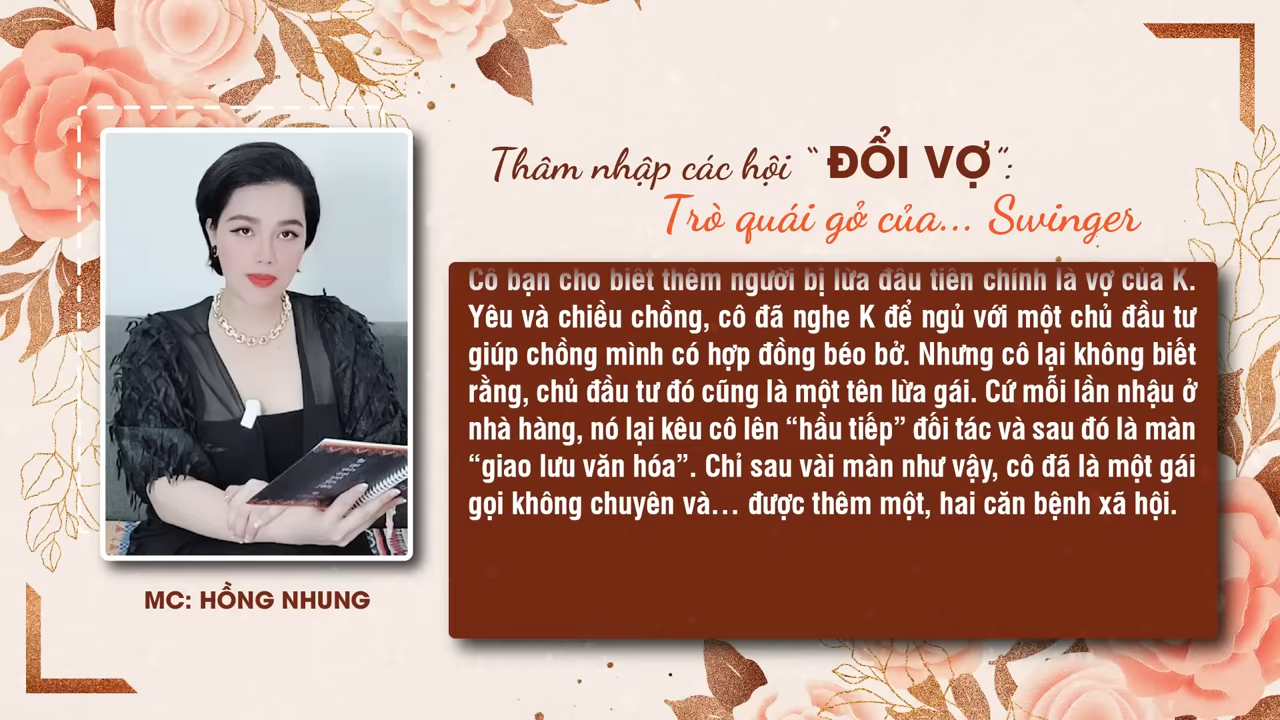 Thâm nhập các hội “ĐỔI VỢ”:
Trò quái gở của... Swinger
Cô bạn cho biết thêm người bị lừa đầu tiên chính là vợ của K.
Yêu và chiều chồng, cô đã nghe K để ngủ với một chủ đầu tư
giúp chồng mình có hợp đồng béo bở. Nhưng cô lại không biết
rằng, chủ đầu tư đó cũng là một tên lừa gái. Cứ mỗi lần nhậu ở
nhà hàng, nó lại kêu cô lên “hầu tiếp” đối tác và sau đó là màn
“giao lưu văn hóa”. Chỉ sau vài màn như vậy, cô đã là một gái
gọi không chuyên và... được thêm một, hai căn bệnh xã hội.
MC: HỒNG NHUNG